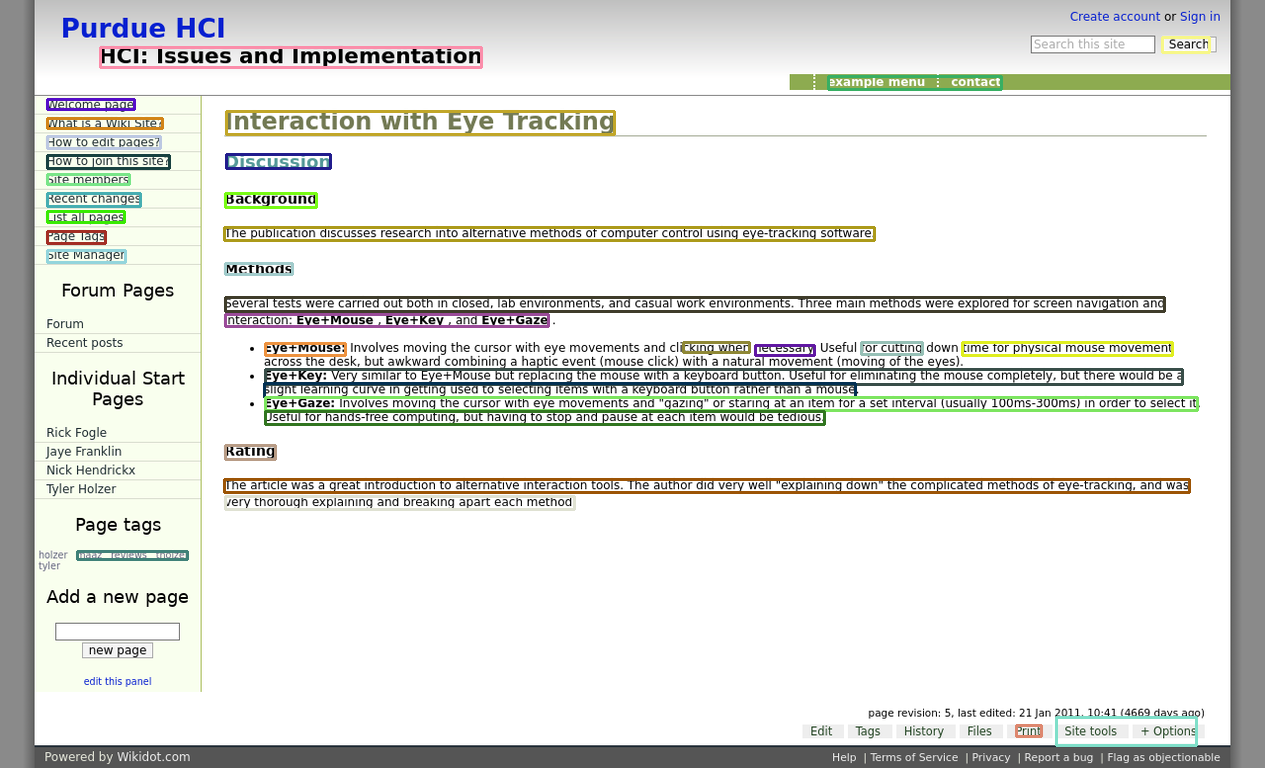 Purdue HCI
HCI: Issues and Implementation
Create account or Sign in
Search this site
Search
example menu
contact
Welcome page
What is a Wiki Site?
How to edit pages?
How to join this site?
Site members
Recent changes
List all pages
Page Tags
Site Manager
Forum Pages
Forum
Recent posts
Individual Start
Pages
Rick Fogle
Jaye Franklin
Nick Hendrickx
Tyler Holzer
Page tags
holzer maaz reviews tholzer
tyler
Add a new page
new page
edit this panel
Interaction with Eye Tracking
Discussion
Background
The publication discusses research into alternative methods of computer control using eye-tracking software.
Methods
Several tests were carried out both in closed, lab environments, and casual work environments. Three main methods were explored for screen navigation and
interaction: Eye+Mouse , Eye+Key , and Eye+Gaze .
• Eye+Mouse: Involves moving the cursor with eye movements and clicking when necessary. Useful for cutting down time for physical mouse movement
across the desk, but awkward combining a haptic event (mouse click) with a natural movement (moving of the eyes).
• Eye+Key: Very similar to Eye+Mouse but replacing the mouse with a keyboard button. Useful for eliminating the mouse completely, but there would be a
slight learning curve in getting used to selecting items with a keyboard button rather than a mouse.
• Eye+Gaze: Involves moving the cursor with eye movements and "gazing" or staring at an item for a set interval (usually 100ms-300ms) in order to select it.
Useful for hands-free computing, but having to stop and pause at each item would be tedious.
Rating
The article was a great introduction to alternative interaction tools. The author did very well "explaining down" the complicated methods of eye-tracking, and was
very thorough explaining and breaking apart each method.
page revision: 5, last edited: 21 Jan 2011, 10:41 (4669 days ago)
Edit Tags History Files Print Site tools + Options
Powered by Wikidot.com
Help | Terms of Service | Privacy | Report a bug | Flag as objectionable